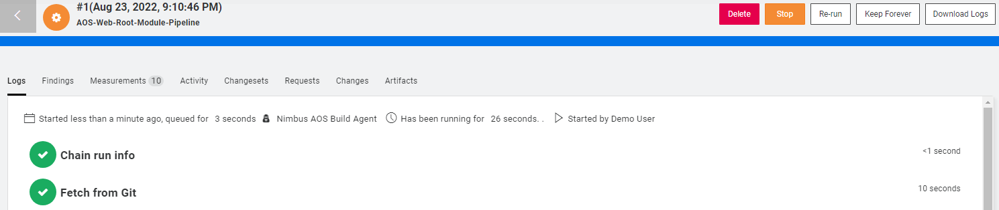 #1(Aug 23, 2022, 9:10:46 PM)
AOS-Web-Root-Module-Pipeline
Delete
Stop
Re-run
Keep Forever
Download Logs
Logs Findings Measurements 10 Activity Changesets Requests Changes Artifacts
Started less than a minute ago, queued for 3 seconds Nimbus AOS Build Agent Has been running for 26 seconds. . Started by Demo User
Chain run info <1 second
Fetch from Git 10 seconds